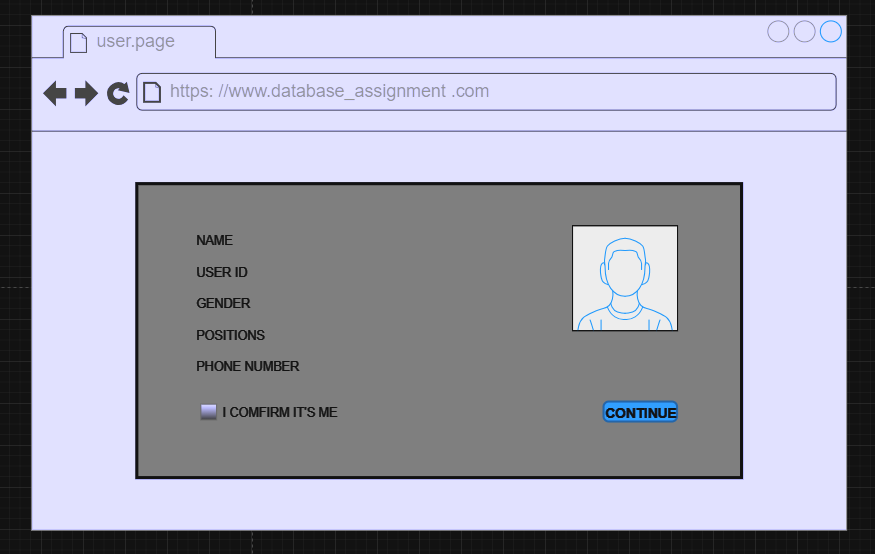 user.page
https: //www.database_assignment .com
NAME
USER ID
GENDER
POSITIONS
PHONE NUMBER
I COMFIRM IT'S ME
CONTINUE